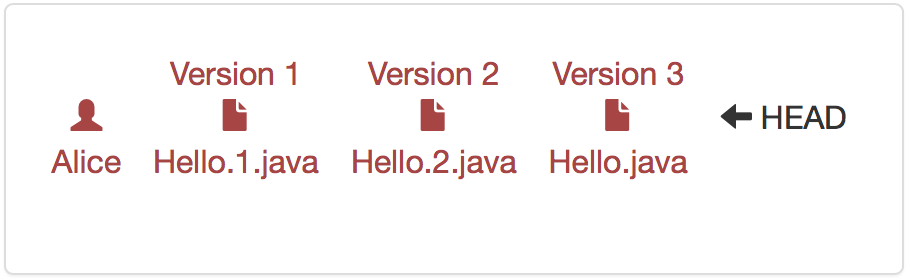 Version 1 Version 2 Version 3
HEAD
Alice Hello.1.java Hello.2.java Hello.java